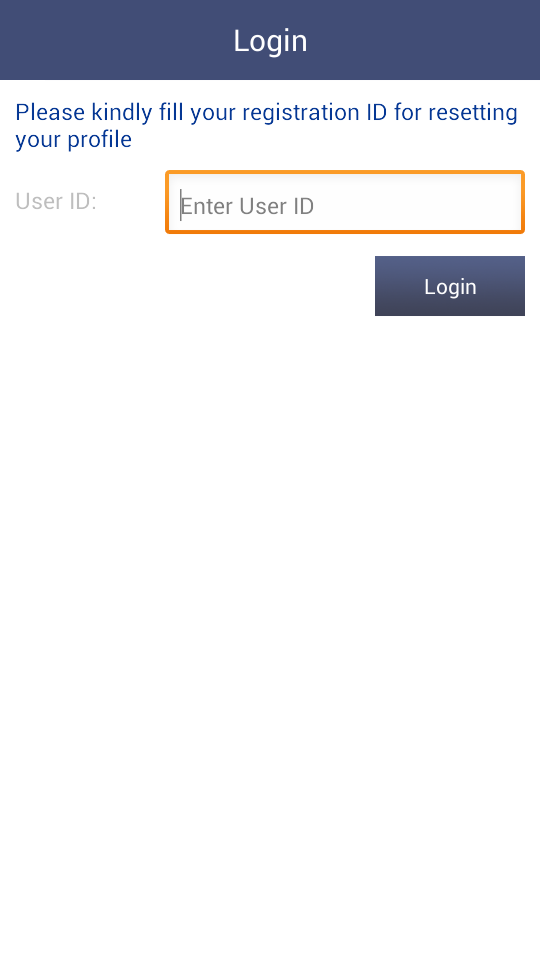 Login
Please kindly fill your registration ID for resetting
your profile
User ID:
Enter User ID
Login